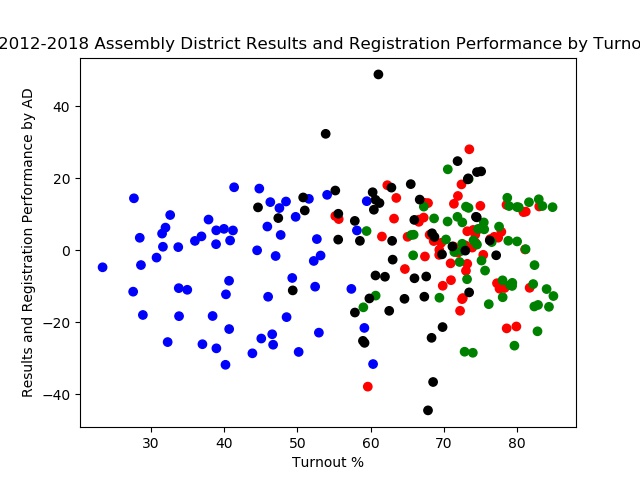 2012-2018 Assembly District Results and Registration Performance by Turno
Results and Registration Performance by AD
40
20
0
−20
−40
30 40 50 60 70 80
Turnout %